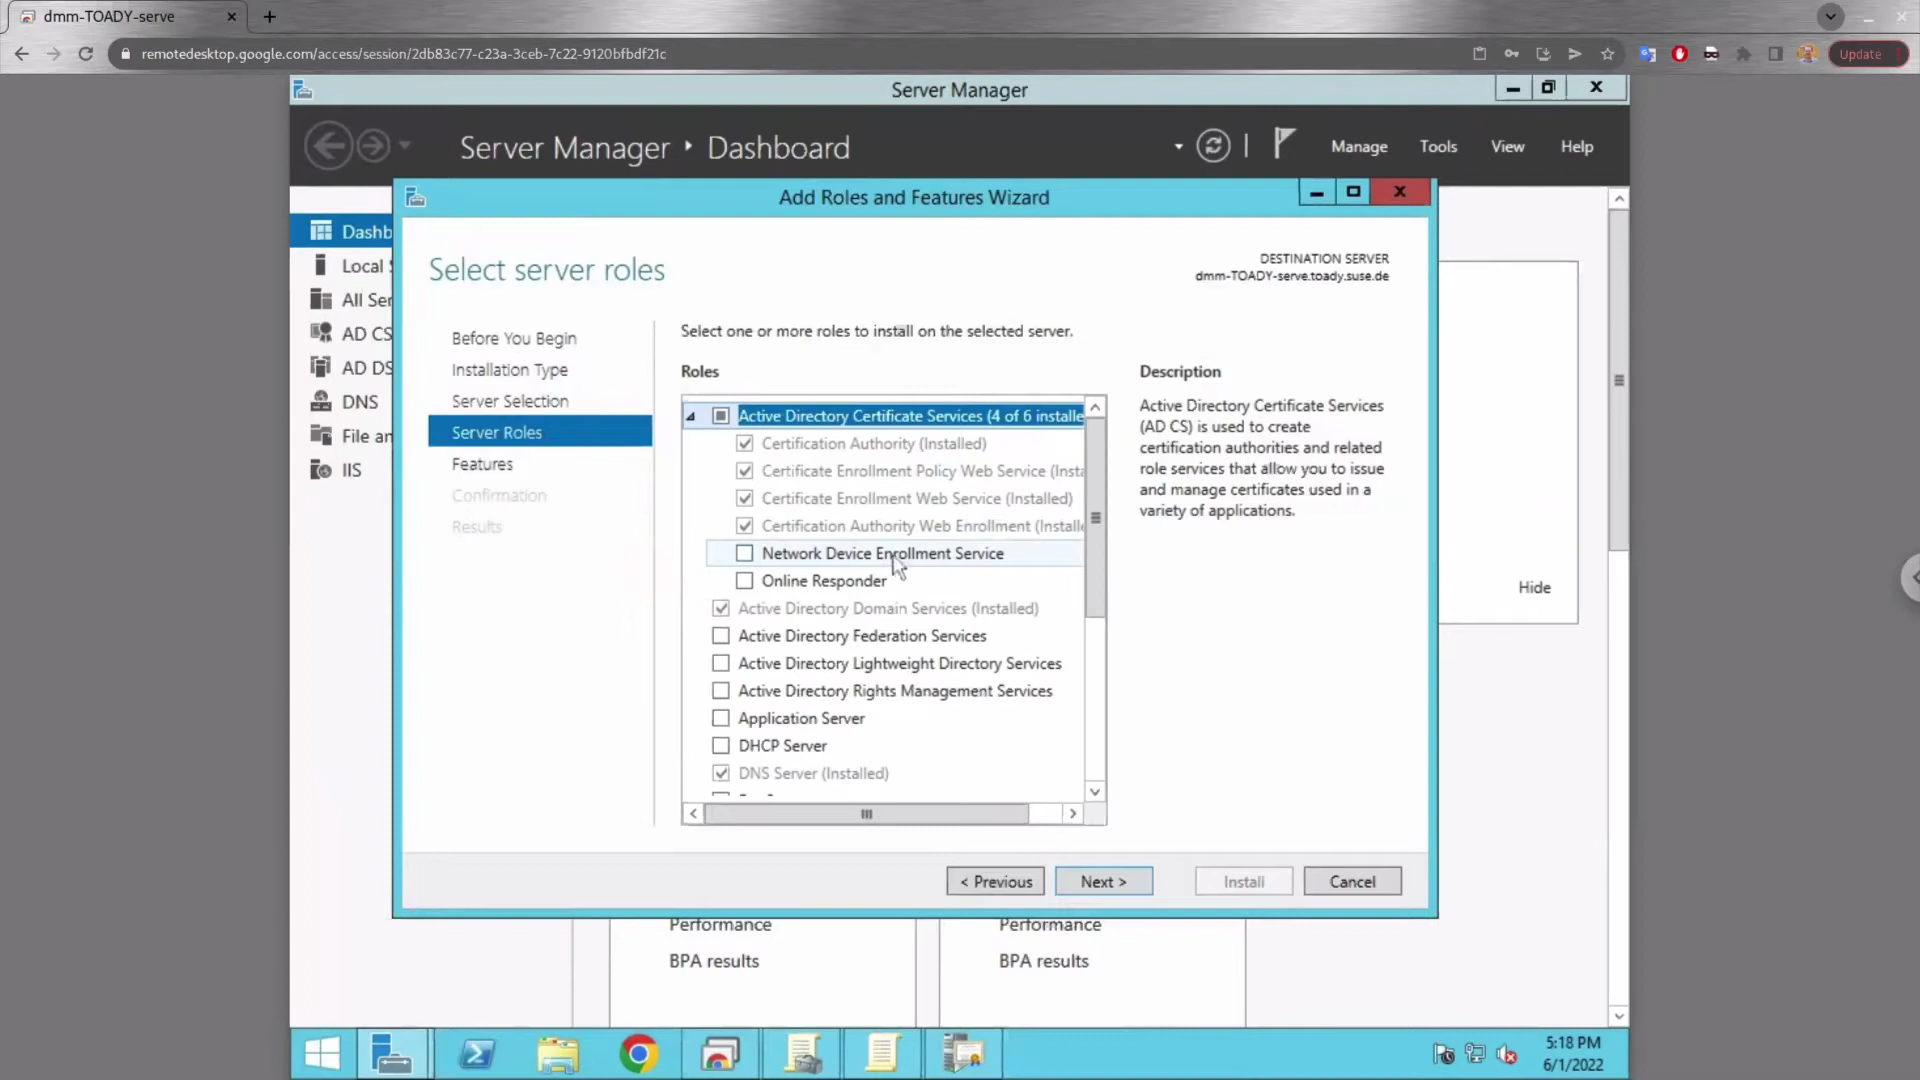 dmm-TOADY-serve
remotedesktop.google.com/access/session/2db83c77-c23a-3ceb-7c22-9120bfbdf21c
Update
Server Manager
Server Manager Dashboard
Manage Tools View Help
Add Roles and Features Wizard
Dashb
Local
All Ser
AD CS
AD DS
DNS
File an
IIS
Select server roles
DESTINATION SERVER
dmm-TOADY-serve.toady.suse.de
Before You Begin
Installation Type
Server Selection
Server Roles
Features
Confirmation
Results
Select one or more roles to install on the selected server.
Roles
Active Directory Certificate Services (4 of 6 installe
Certification Authority (Installed)
Certificate Enrollment Policy Web Service (Insta
Certificate Enrollment Web Service (Installed)
Certification Authority Web Enrollment (Installe
Network Device Enrollment Service
Online Responder
Active Directory Domain Services (Installed)
Active Directory Federation Services
Active Directory Lightweight Directory Services
Active Directory Rights Management Services
Application Server
DHCP Server
DNS Server (Installed)
Description
Active Directory Certificate Services
(AD CS) is used to create
certification authorities and related
role services that allow you to issue
and manage certificates used in a
variety of applications.
Hide
< Previous
Next >
Install
Cancel
Performance
BPA results
Performance
BPA results
5:18 PM
6/1/2022